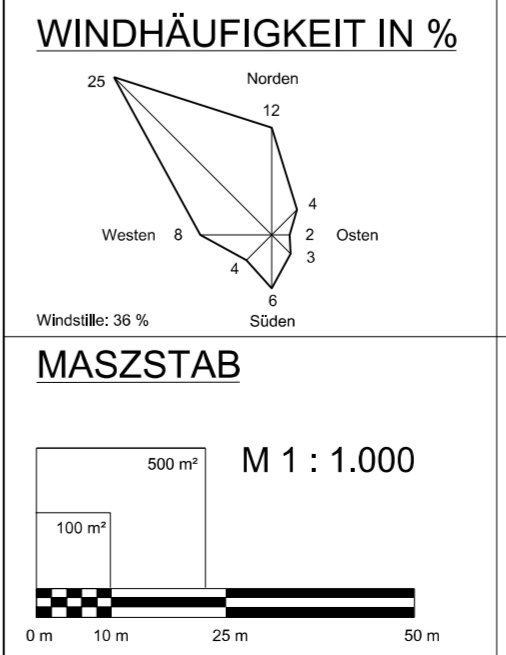 WINDHÄUFIGKEIT IN %
25
Norden
12
4
Westen 8
2 Osten
4
3
6
Windstille: 36 %
Süden
MASZSTAB
500 m²
M 1 : 1.000
100 m²
0 m 10 m 25 m 50 m